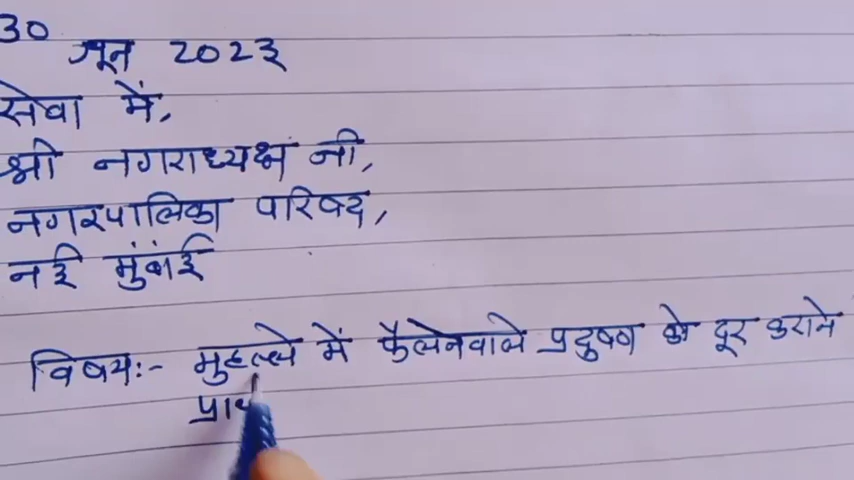 30 जून 2023
सेवा में,
श्री नगराध्यक्ष जी,
नगरपालिका परिषद,
नई मुंबई
विषय:- मुहल्ले में फैलनेवाले प्रदुषण को दूर कराने